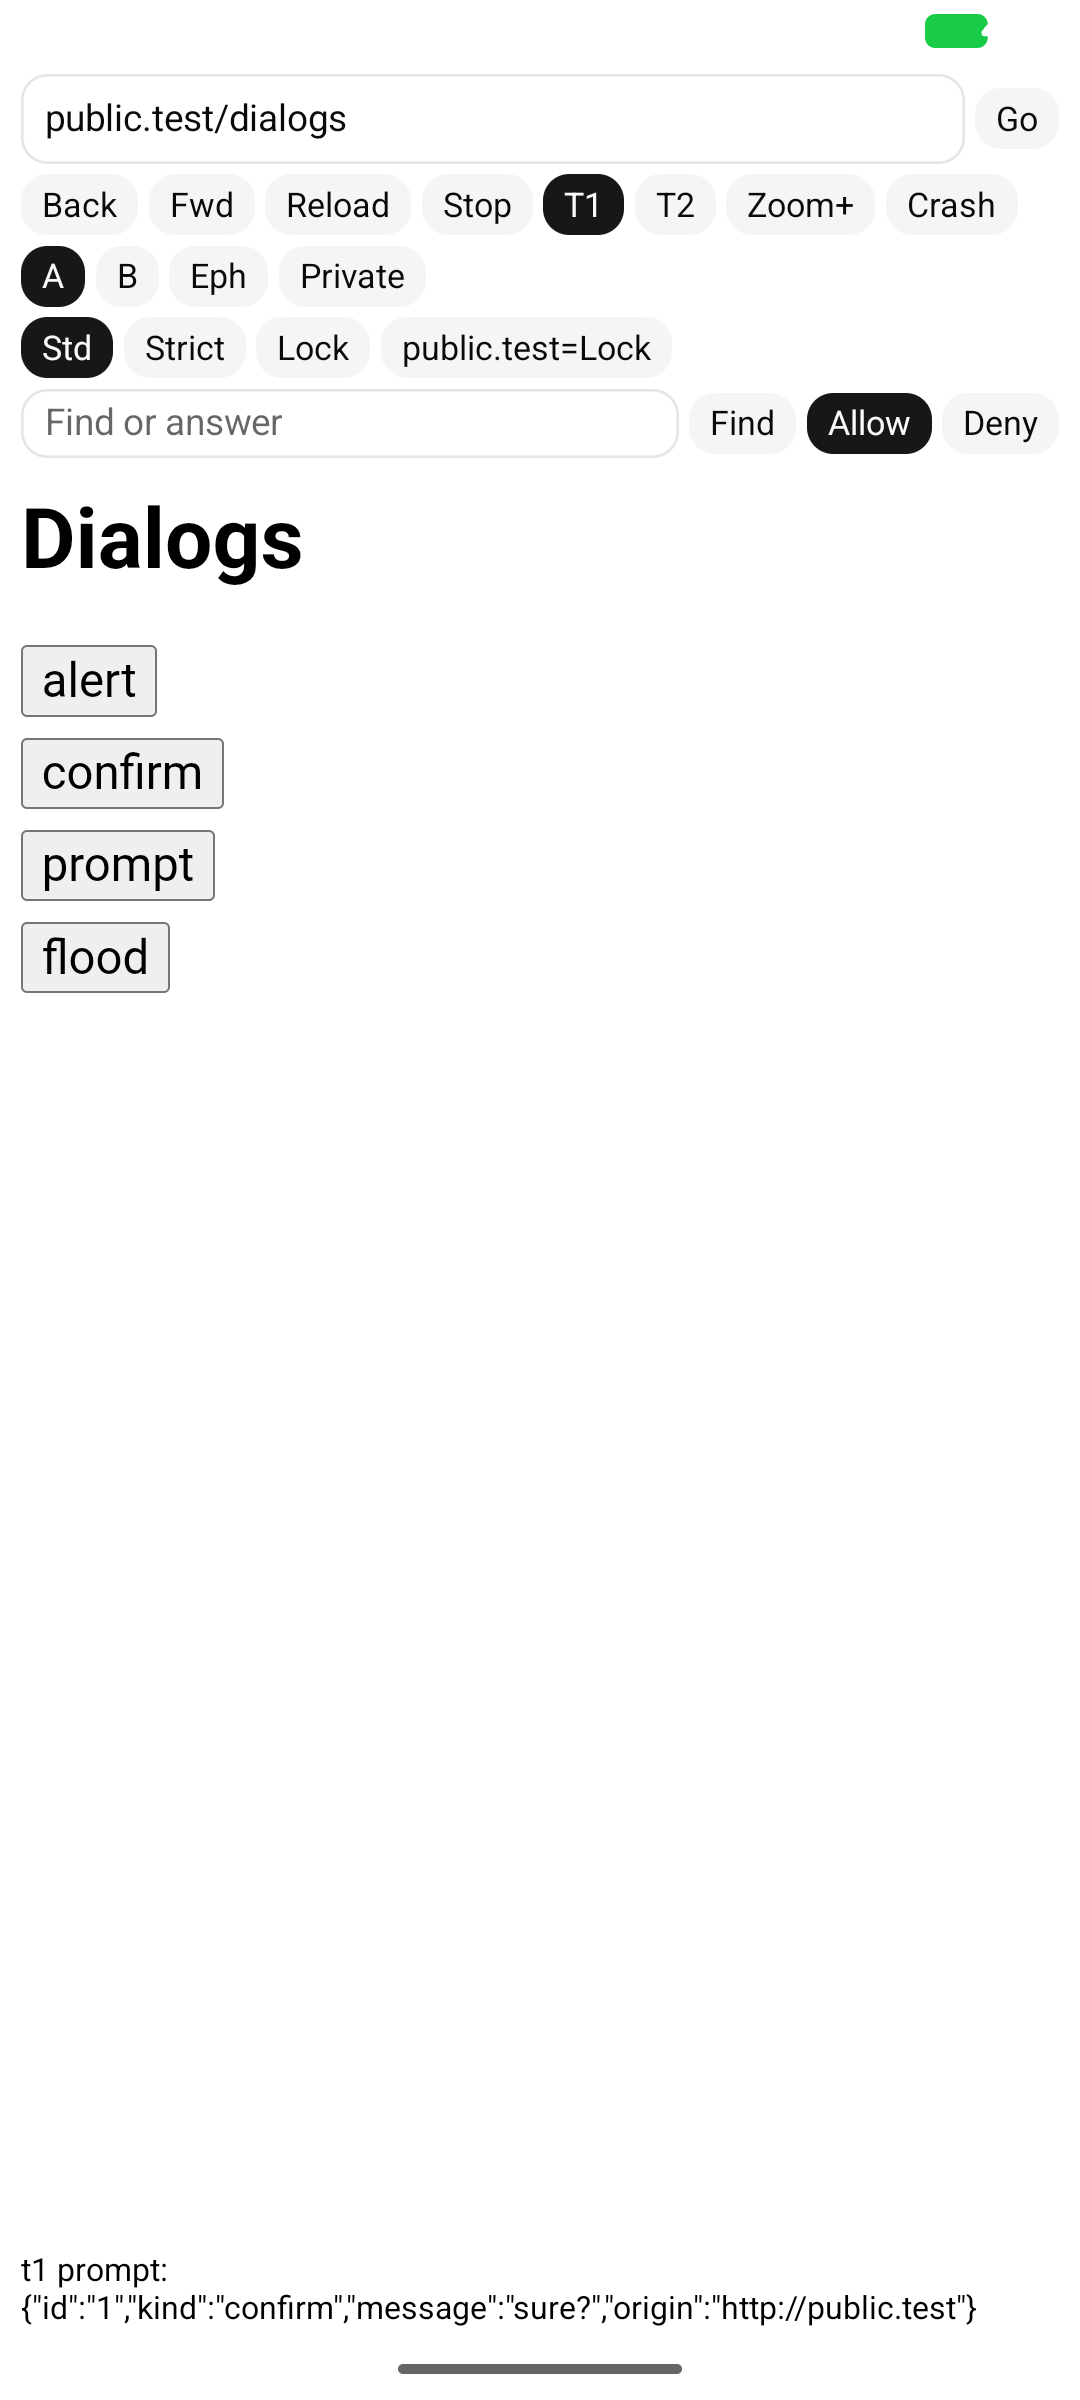 public.test/dialogs Go
Back Fwd Reload Stop T1 T2 Zoom+ Crash
A B Eph Private
Std Strict Lock public.test=Lock
Find or answer Find Allow Deny
Dialogs
alert
confirm
prompt
flood
t1 prompt:
{"id":"1","kind":"confirm","message":"sure?","origin":"http://public.test"}